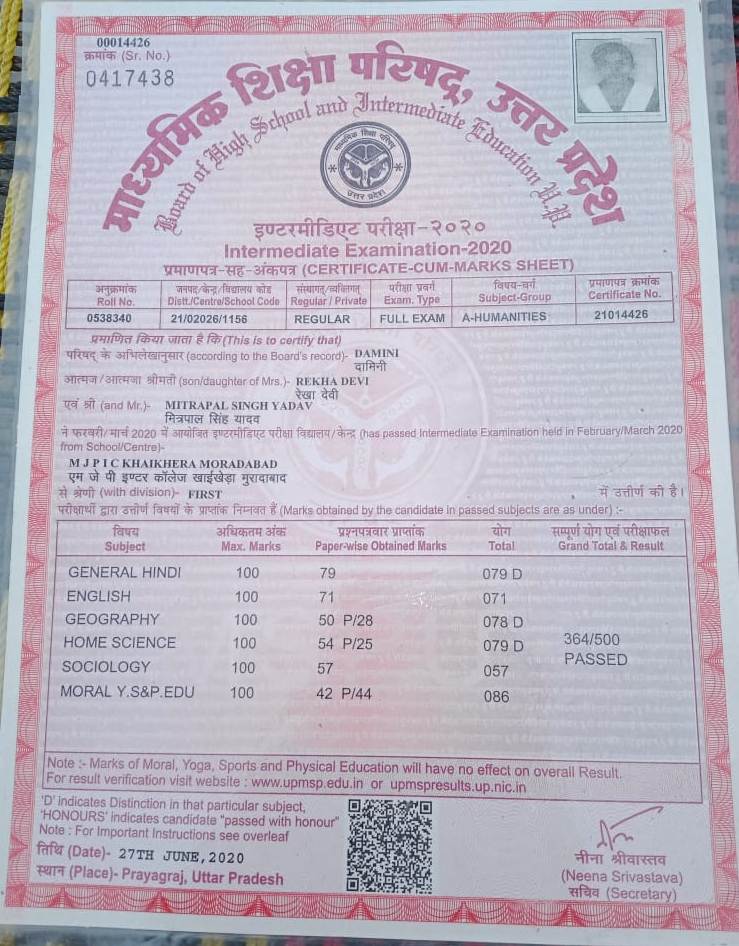 00014426
क्रमांक (Sr. No.)
0417438
माध्यमिक शिक्षा परिषद्, उत्तर प्रदेश
Board of High School and Intermediate Education U.P.
माध्यमिक शिक्षा परिषद्
उत्तर प्रदेश
इण्टरमीडिएट परीक्षा-२०२०
Intermediate Examination-2020
प्रमाणपत्र-सह-अंकपत्र (CERTIFICATE-CUM-MARKS SHEET)
अनुक्रमांक जनपद/केन्द्र/विद्यालय कोड संस्थागत/व्यक्तिगत परीक्षा प्रवर्ग विषय-वर्ग प्रमाणपत्र क्रमांक
Roll No. Distt./Centre/School Code Regular / Private Exam. Type Subject-Group Certificate No.
0538340 21/02026/1156 REGULAR FULL EXAM A-HUMANITIES 21014426
प्रमाणित किया जाता है कि (This is to certify that)
परिषद् के अभिलेखानुसार (according to the Board's record)- DAMINI
दामिनी
आत्मज/आत्मजा श्रीमती (son/daughter of Mrs.)- REKHA DEVI
रेखा देवी
एवं श्री (and Mr.)- MITRAPAL SINGH YADAV
मित्रपाल सिंह यादव
ने फरवरी/मार्च 2020 में आयोजित इण्टरमीडिएट परीक्षा विद्यालय/केन्द्र (has passed Intermediate Examination held in February/March 2020
from School/Centre)-
M J P I C KHAIKHERA MORADABAD
एम जे पी इण्टर कॉलेज खाईखेड़ा मुरादाबाद
से श्रेणी (with division)- FIRST में उत्तीर्ण की है।
परीक्षार्थी द्वारा उत्तीर्ण विषयों के प्राप्तांक निम्नवत हैं (Marks obtained by the candidate in passed subjects are as under) :-
विषय अधिकतम अंक प्रश्नपत्रवार प्राप्तांक योग सम्पूर्ण योग एवं परीक्षाफल
Subject Max. Marks Paper-wise Obtained Marks Total Grand Total & Result
GENERAL HINDI 100 79 079 D
ENGLISH 100 71 071
GEOGRAPHY 100 50 P/28 078 D
HOME SCIENCE 100 54 P/25 079 D 364/500
SOCIOLOGY 100 57 057 PASSED
MORAL Y.S&P.EDU 100 42 P/44 086
Note :- Marks of Moral, Yoga, Sports and Physical Education will have no effect on overall Result.
For result verification visit website : www.upmsp.edu.in or upmspresults.up.nic.in
'D' indicates Distinction in that particular subject,
'HONOURS' indicates candidate "passed with honour"
Note : For Important Instructions see overleaf
तिथि (Date)- 27TH JUNE,2020
स्थान (Place)- Prayagraj, Uttar Pradesh
नीना श्रीवास्तव
(Neena Srivastava)
सचिव (Secretary)